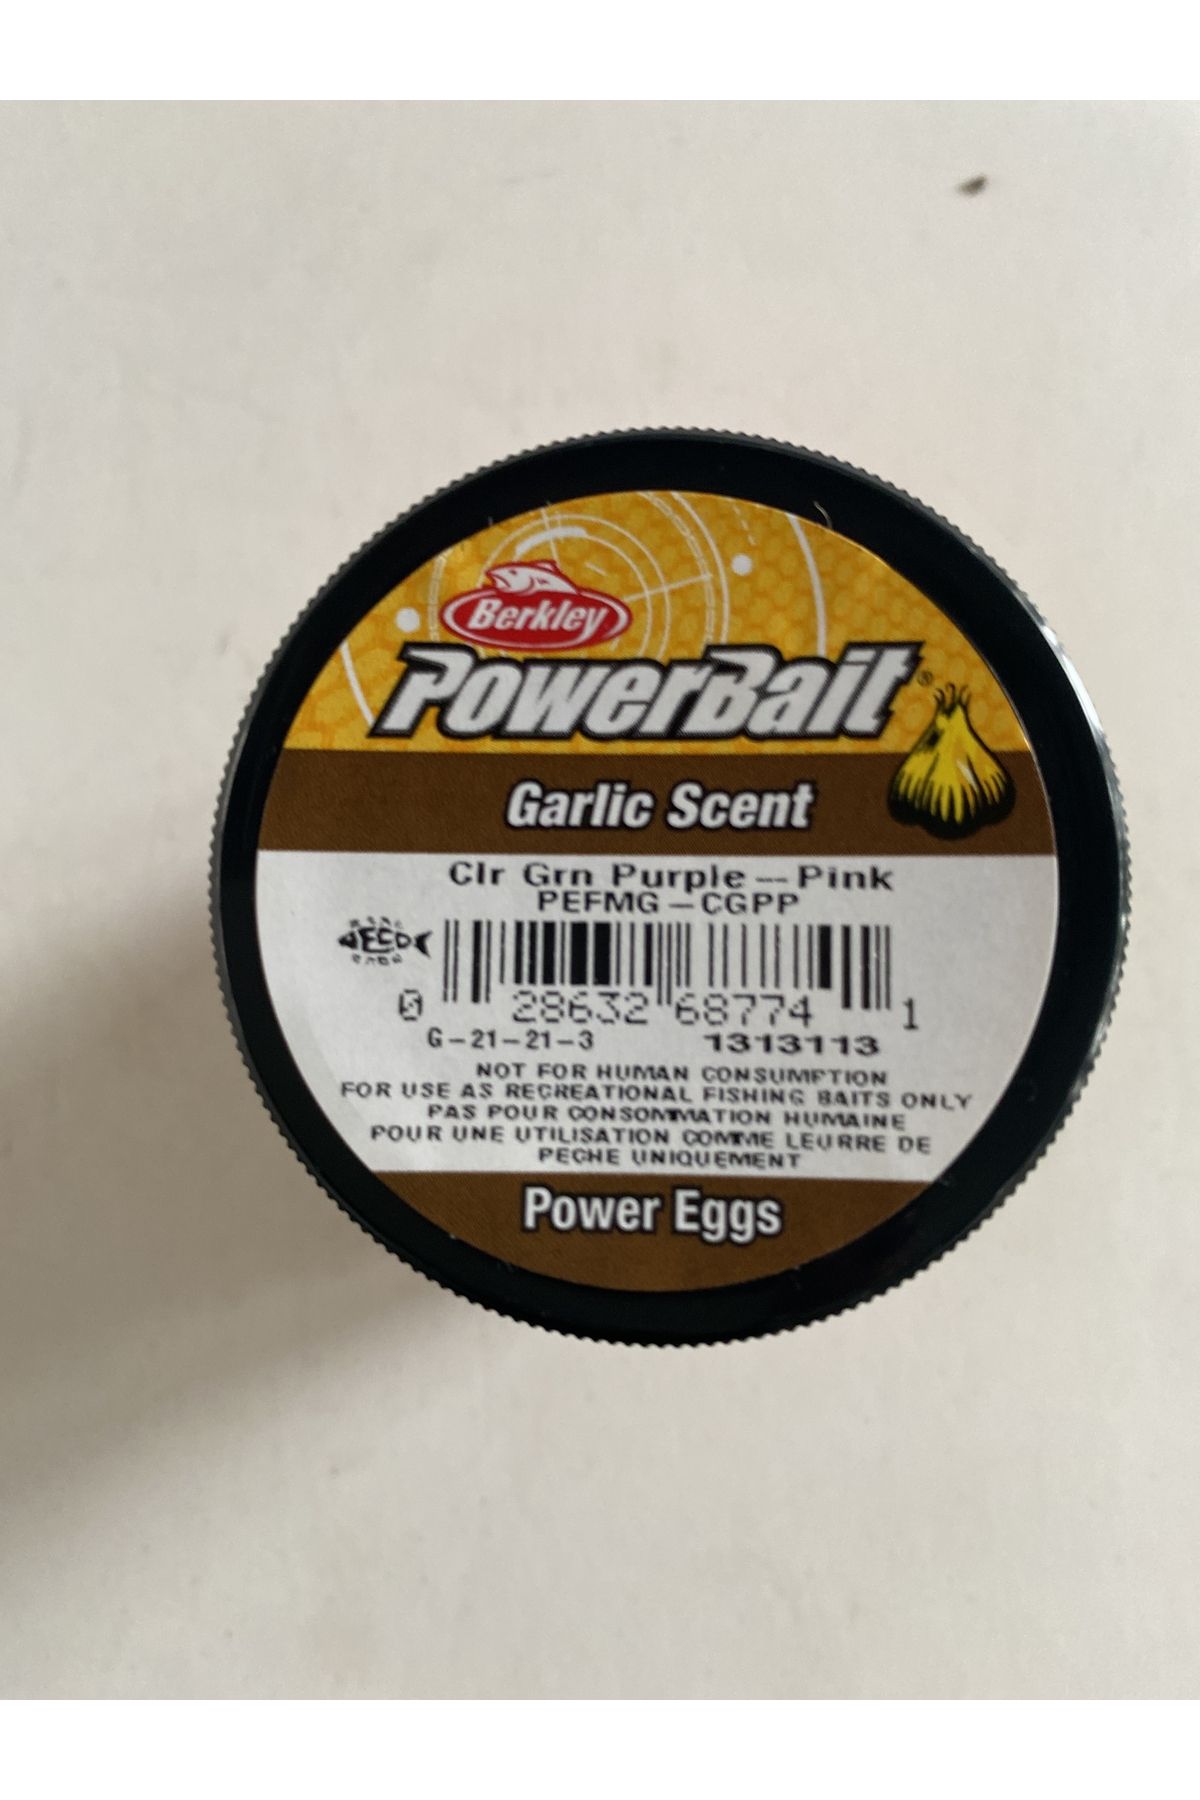 Berkley
PowerBait®
Garlic Scent
Clr Grn Purple—Pink
PEFMG—CGPP
ECO
0 28632 68774 1
G-21-21-3 1313113
NOT FOR HUMAN CONSUMPTION
FOR USE AS RECREATIONAL FISHING BAITS ONLY
PAS POUR CONSOMMATION HUMAINE
POUR UNE UTILISATION COMME LEURRE DE
PECHE UNIQUEMENT
Power Eggs